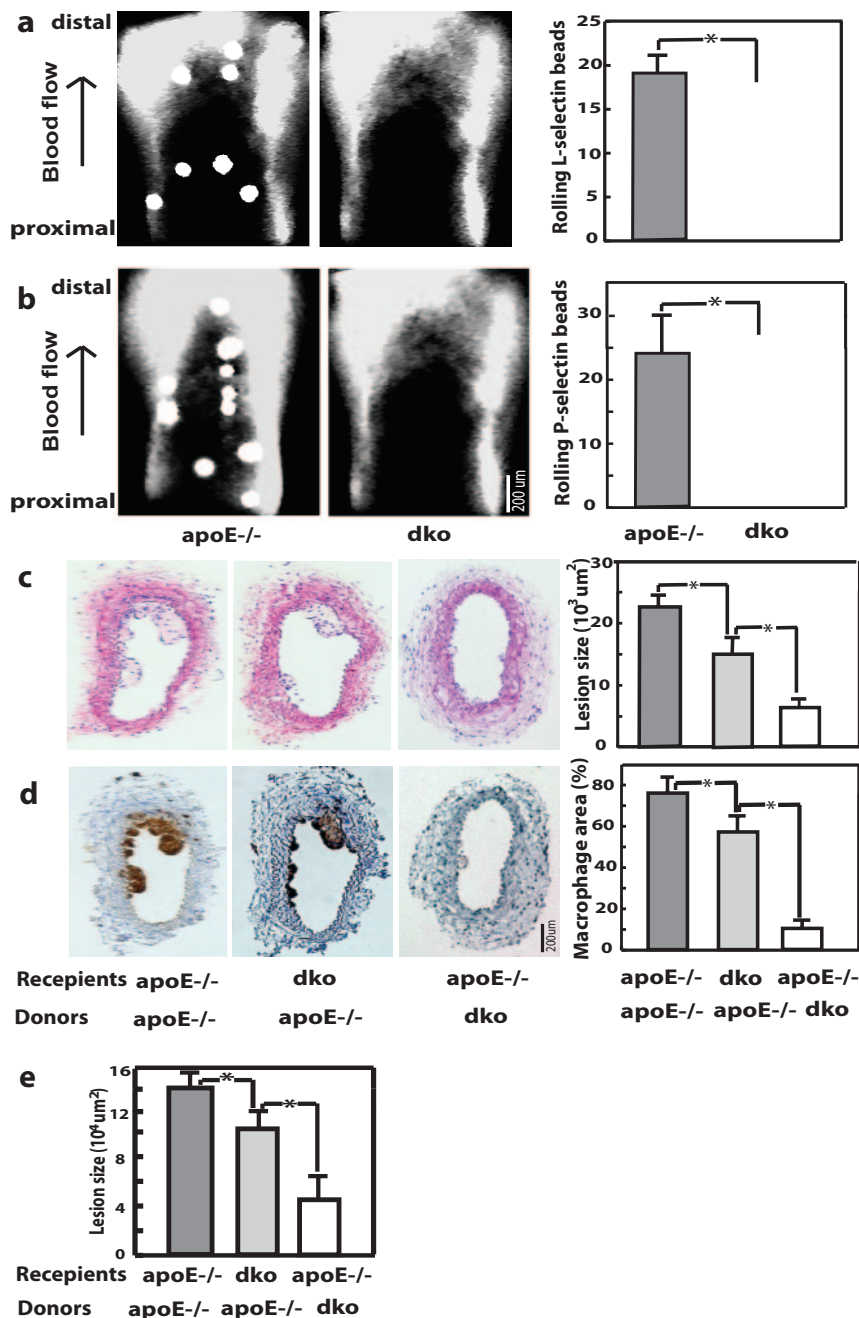 a
distal
Blood flow
proximal
Rolling L-selectin beads
25
20
15
10
5
0
*
b
distal
Blood flow
proximal
200 um
apoE-/-
dko
Rolling P-selectin beads
30
20
10
0
*
apoE-/-
dko
c
Lesion size (10³ um²)
30
20
10
0
*
*
d
200um
Macrophage area (%)
80
60
40
20
0
*
*
Recepients apoE-/- dko apoE-/-
Donors apoE-/- apoE-/- dko
apoE-/- dko apoE-/-
apoE-/- apoE-/- dko
e
Lesion size (10⁴um²)
16
12
8
4
0
*
*
Recepients apoE-/- dko apoE-/-
Donors apoE-/- apoE-/- dko